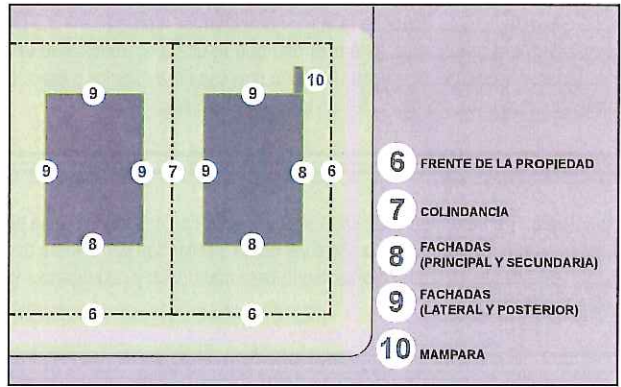 10
9 9
9 9 7 9 8 6
8 8
6 6
6 FRENTE DE LA PROPIEDAD
7 COLINDANCIA
8 FACHADAS
(PRINCIPAL Y SECUNDARIA)
9 FACHADAS
(LATERAL Y POSTERIOR)
10 MAMPARA